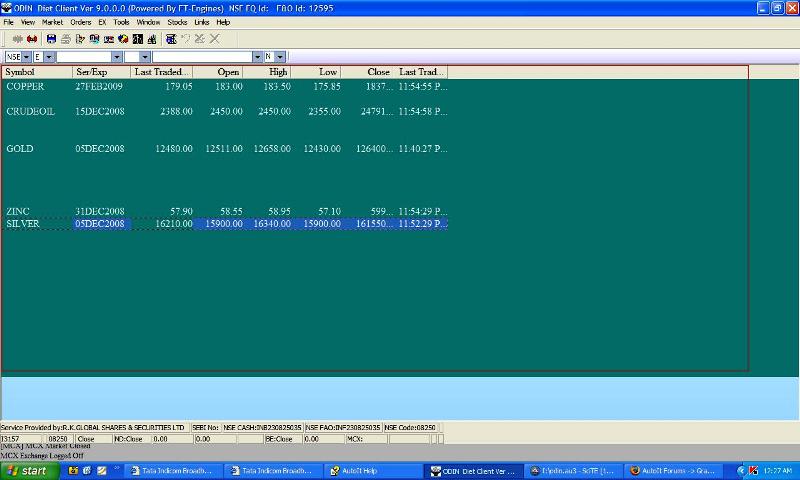 ODIN Diet Client Ver 9.0.0.0 (Powered By FT-Engines) NSE EQ Id: F&O Id: 12595
File View Market Orders EX Tools Window Stocks Links Help
NSE E N
Symbol Ser/Exp Last Traded... Open High Low Close Last Trad...
COPPER 27FEB2009 179.05 183.00 183.50 175.85 1837... 11:54:55 P...
CRUDEOIL 15DEC2008 2388.00 2450.00 2450.00 2355.00 24791... 11:54:58 P...
GOLD 05DEC2008 12480.00 12511.00 12658.00 12430.00 126400... 11:40:27 P...
ZINC 31DEC2008 57.90 58.55 58.95 57.10 599... 11:54:29 P...
SILVER 05DEC2008 16210.00 15900.00 16340.00 15900.00 161550... 11:52:29 P...
Service Provided by:R.K.GLOBAL SHARES & SECURITIES LTD SEBI No: NSE CASH:INB230825035 NSE FAO:INF230825035 NSE Code:08250
J3157 08250 Close ND:Close 0.00 0.00 BE:Close 0.00 MCX:
[MCX] MCX Market Closed
MCX Exchange Logged Off
start Tata Indicom Broadb... Tata Indicom Broadb... AutoIt Help ODIN Diet Client Ver ... I:\odin.au3 - SciTE [1... AutoIt Forums -> Gra... 12:27 AM